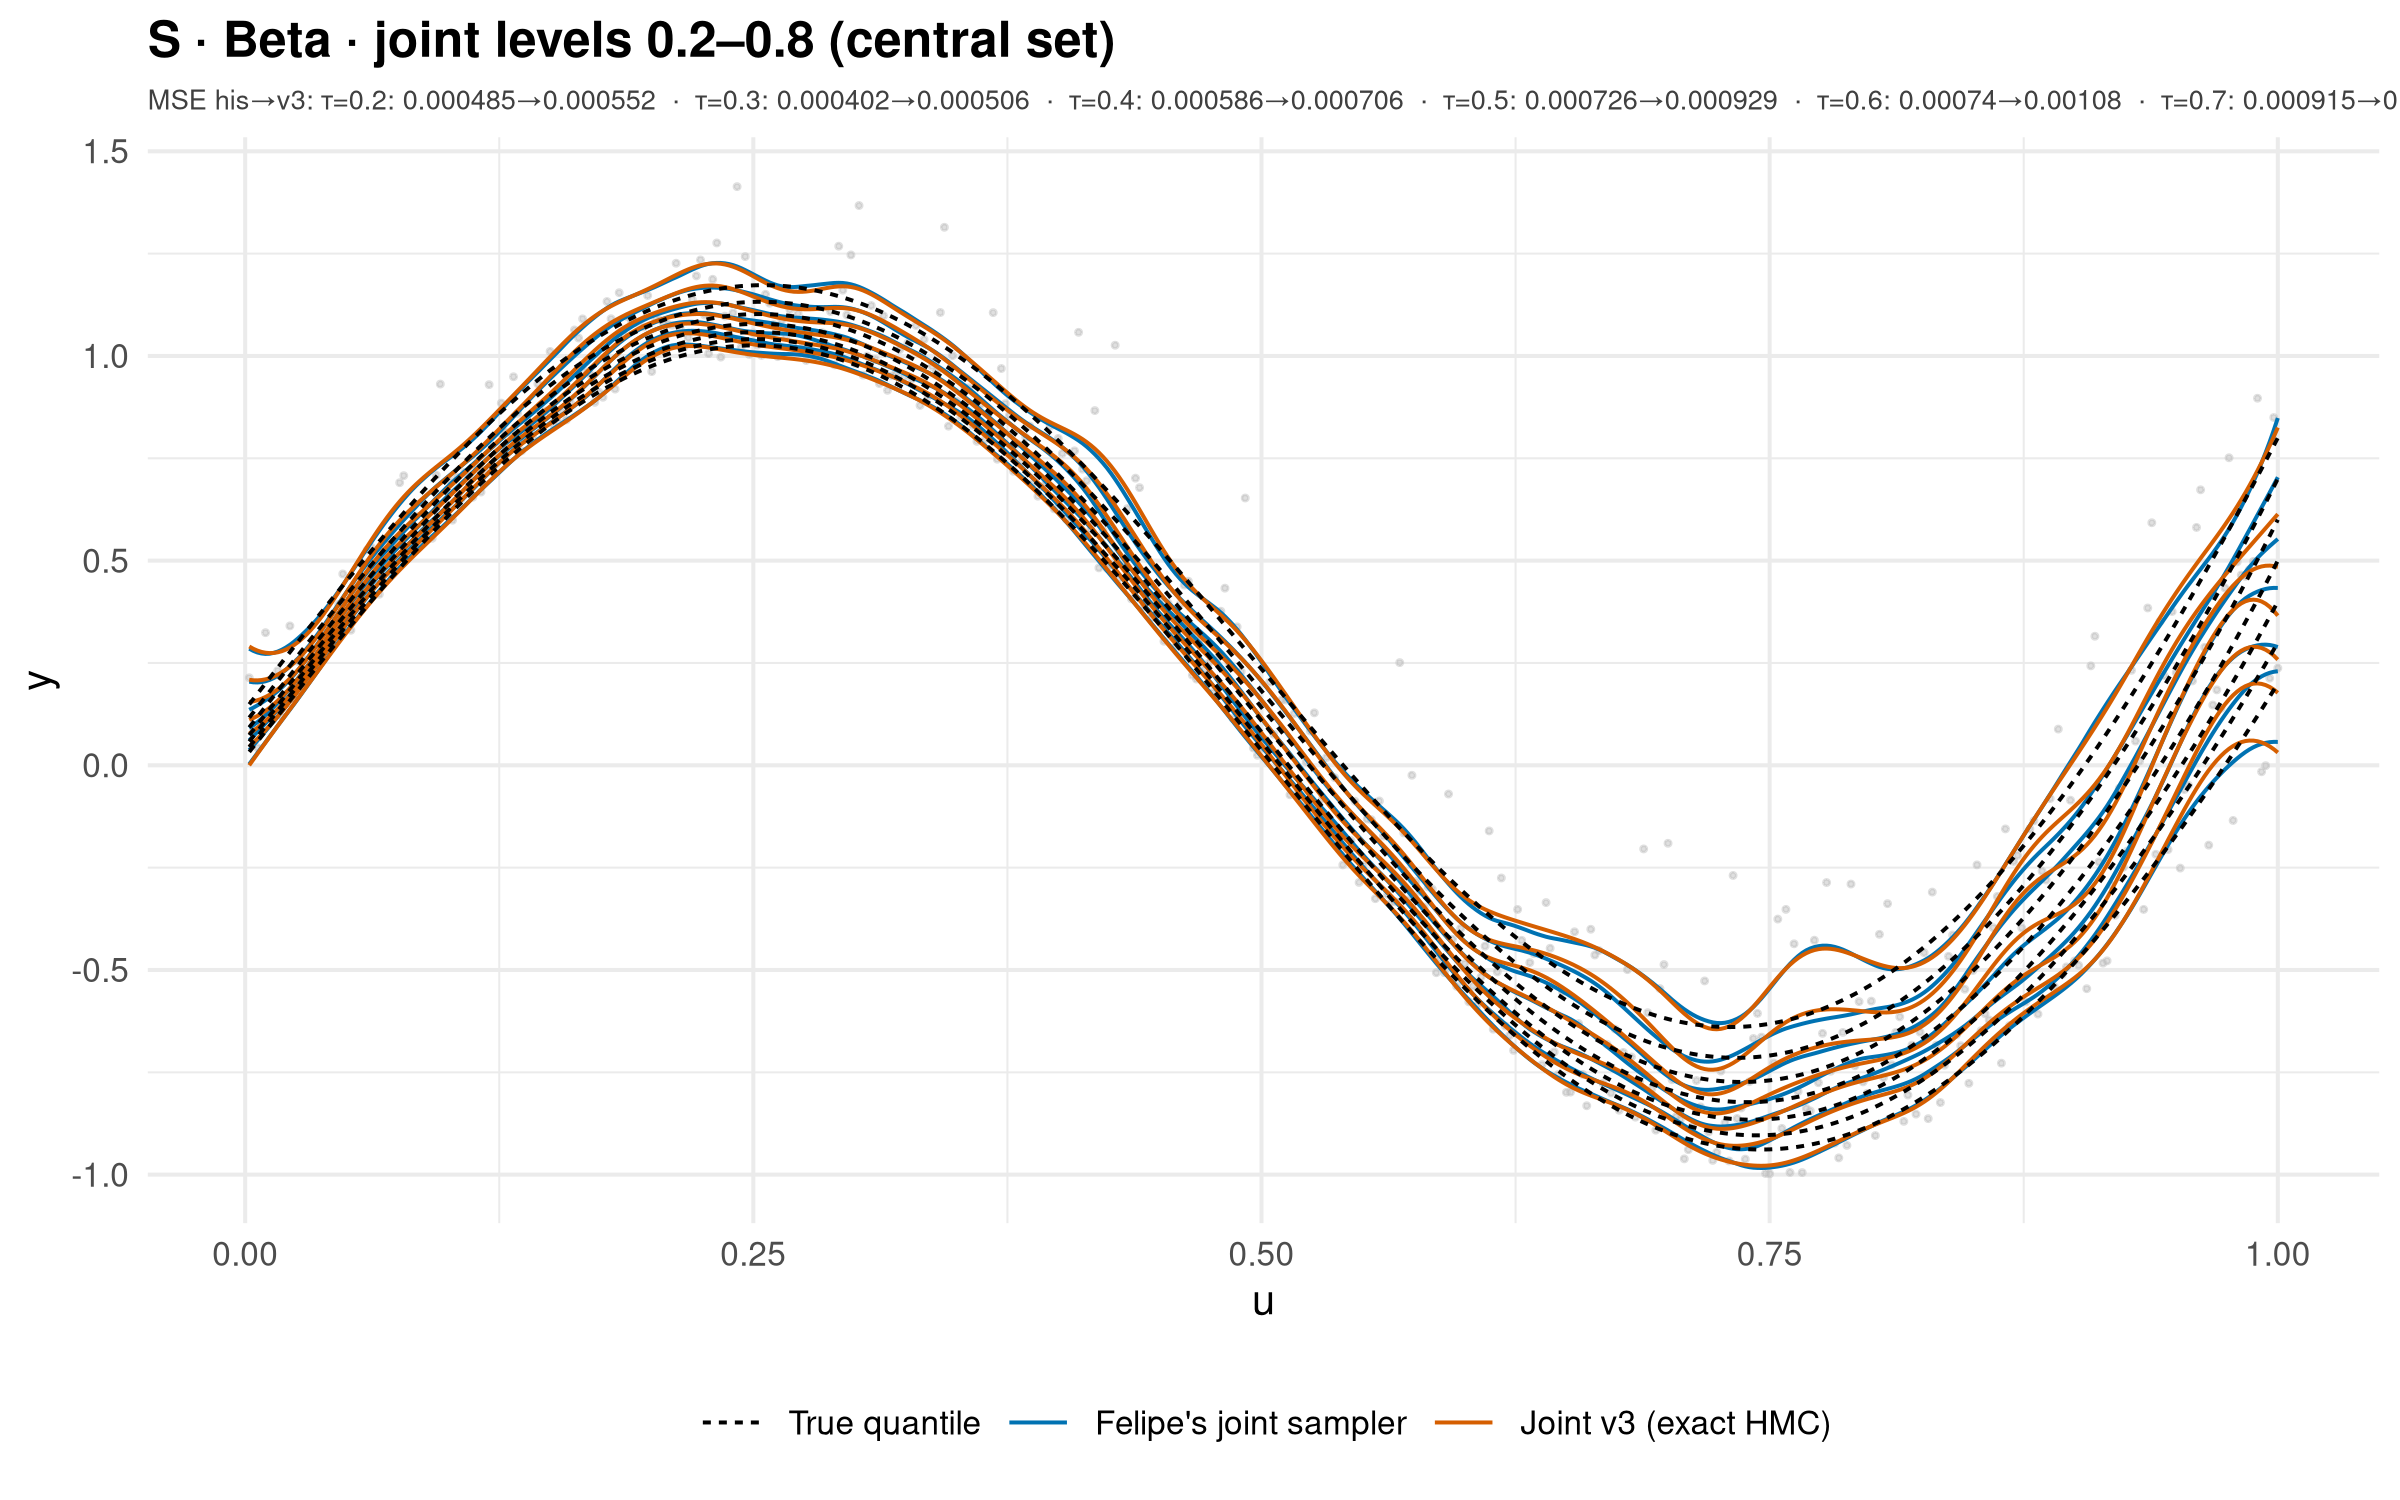 S · Beta · joint levels 0.2–0.8 (central set)
MSE his→v3: τ=0.2: 0.000485→0.000552 · τ=0.3: 0.000402→0.000506 · τ=0.4: 0.000586→0.000706 · τ=0.5: 0.000726→0.000929 · τ=0.6: 0.00074→0.00108 · τ=0.7: 0.000915→0
1.5
1.0
0.5
0.0
-0.5
-1.0
y
0.00 0.25 0.50 0.75 1.00
u
True quantile Felipe's joint sampler Joint v3 (exact HMC)